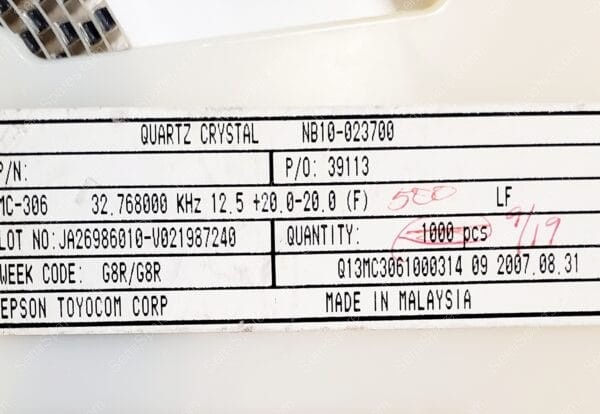 QUARTZ CRYSTAL NB10-023700
P/N: P/O: 39113
MC-306 32.768000 KHz 12.5 +20.0-20.0 (F) 500 LF
LOT NO:JA26986010-V021987240 QUANTITY: 1000 pcs 9/19
WEEK CODE: G8R/G8R Q13MC3061000314 09 2007.08.31
EPSON TOYOCOM CORP MADE IN MALAYSIA